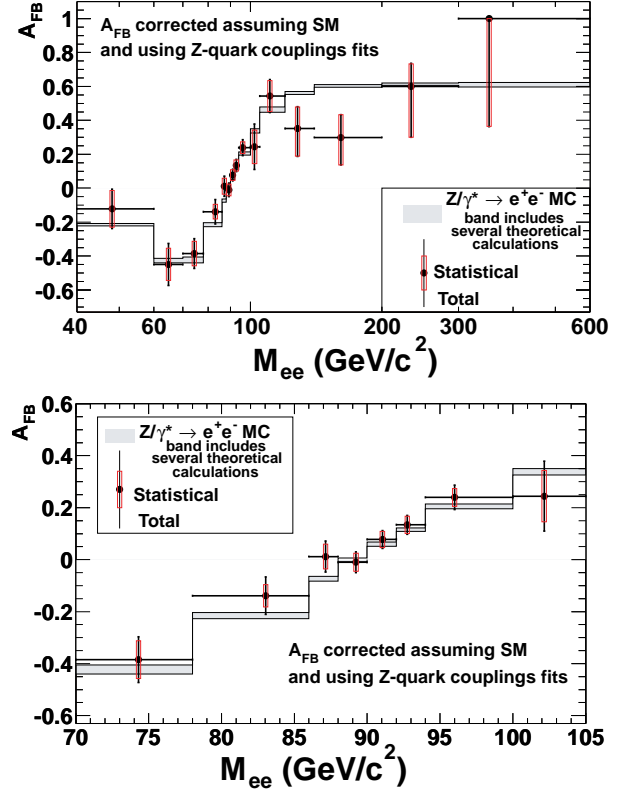 A_FB
A_FB corrected assuming SM
and using Z-quark couplings fits
1
0.8
0.6
0.4
0.2
0
-0.2
-0.4
-0.6
Z/γ* → e⁺e⁻ MC
band includes
several theoretical
calculations
Statistical
Total
40 60 100 200 300 600
M_ee (GeV/c²)
A_FB
0.6
0.4
0.2
0
-0.2
-0.4
-0.6
Z/γ* → e⁺e⁻ MC
band includes
several theoretical
calculations
Statistical
Total
A_FB corrected assuming SM
and using Z-quark couplings fits
70 75 80 85 90 95 100 105
M_ee (GeV/c²)